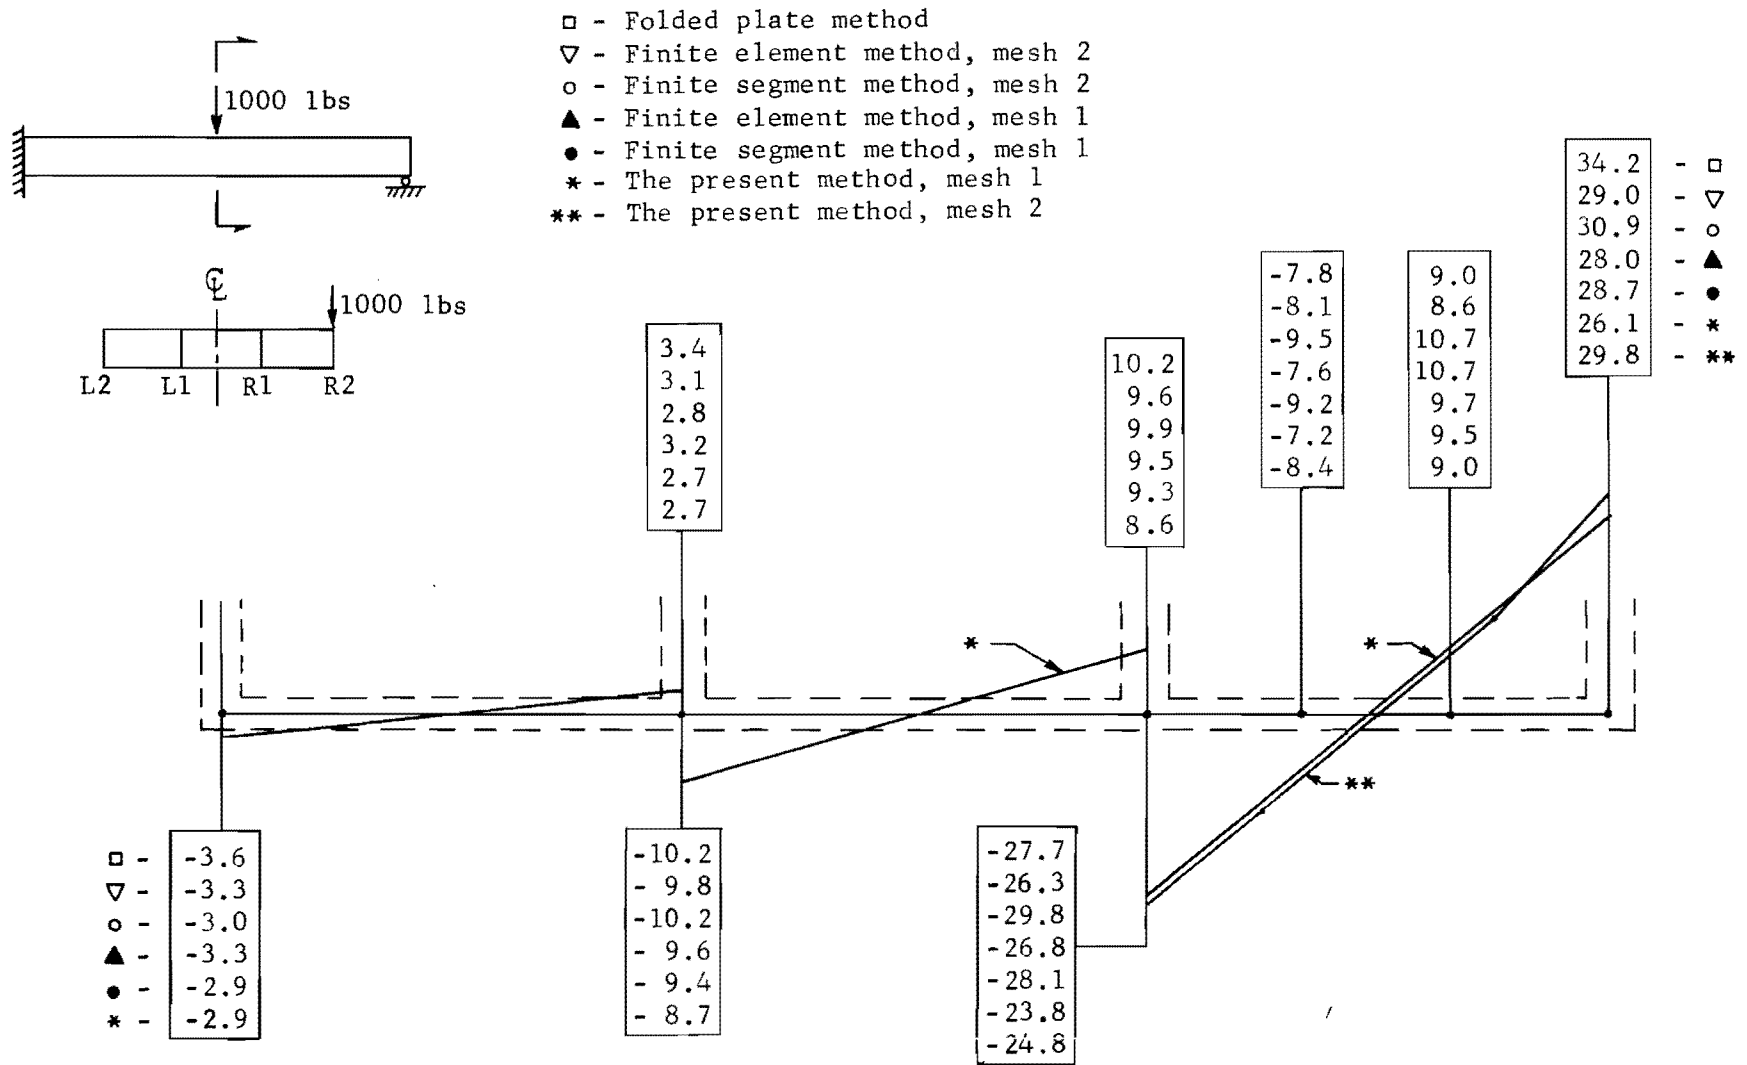 □ - Folded plate method
▽ - Finite element method, mesh 2
○ - Finite segment method, mesh 2
▲ - Finite element method, mesh 1
● - Finite segment method, mesh 1
* - The present method, mesh 1
** - The present method, mesh 2
1000 lbs
℄
1000 lbs
L2 L1 R1 R2
34.2 - □
29.0 - ▽
30.9 - ○
28.0 - ▲
28.7 - ●
26.1 - *
29.8 - **
3.4
3.1
2.8
3.2
2.7
2.7
10.2
9.6
9.9
9.5
9.3
8.6
-7.8
-8.1
-9.5
-7.6
-9.2
-7.2
-8.4
9.0
8.6
10.7
10.7
9.7
9.5
9.0
*
*
**
□ - -3.6
▽ - -3.3
○ - -3.0
▲ - -3.3
● - -2.9
* - -2.9
-10.2
- 9.8
-10.2
- 9.6
- 9.4
- 8.7
-27.7
-26.3
-29.8
-26.8
-28.1
-23.8
-24.8